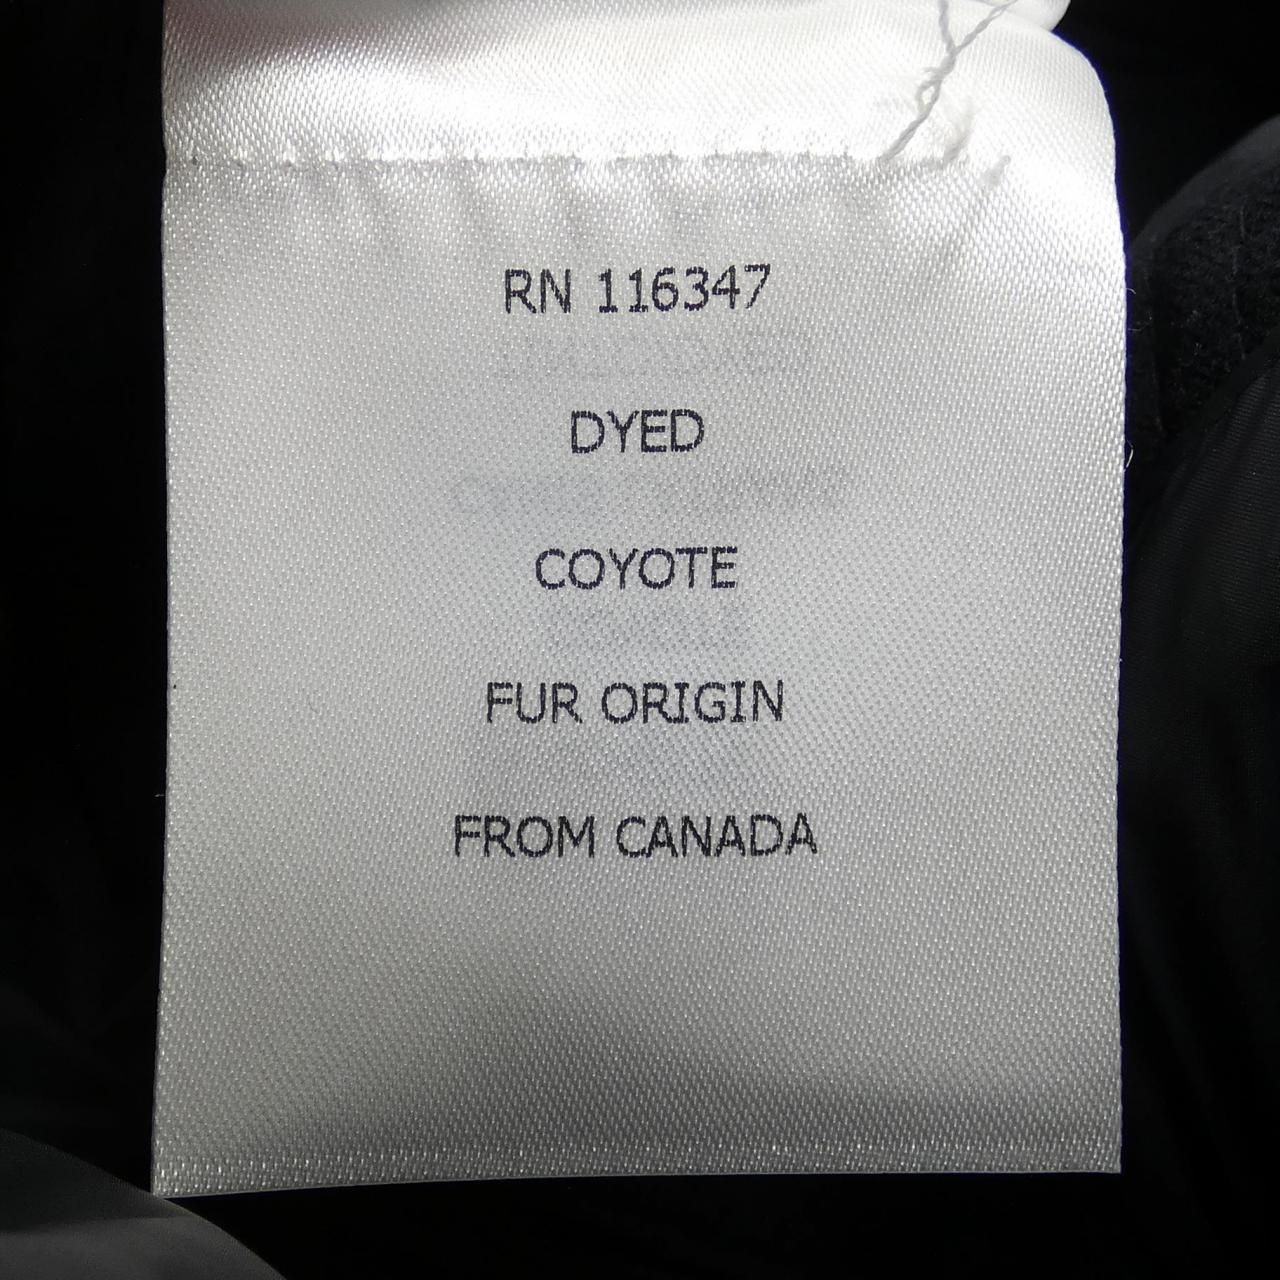 RN 116347
DYED
COYOTE
FUR ORIGIN
FROM CANADA